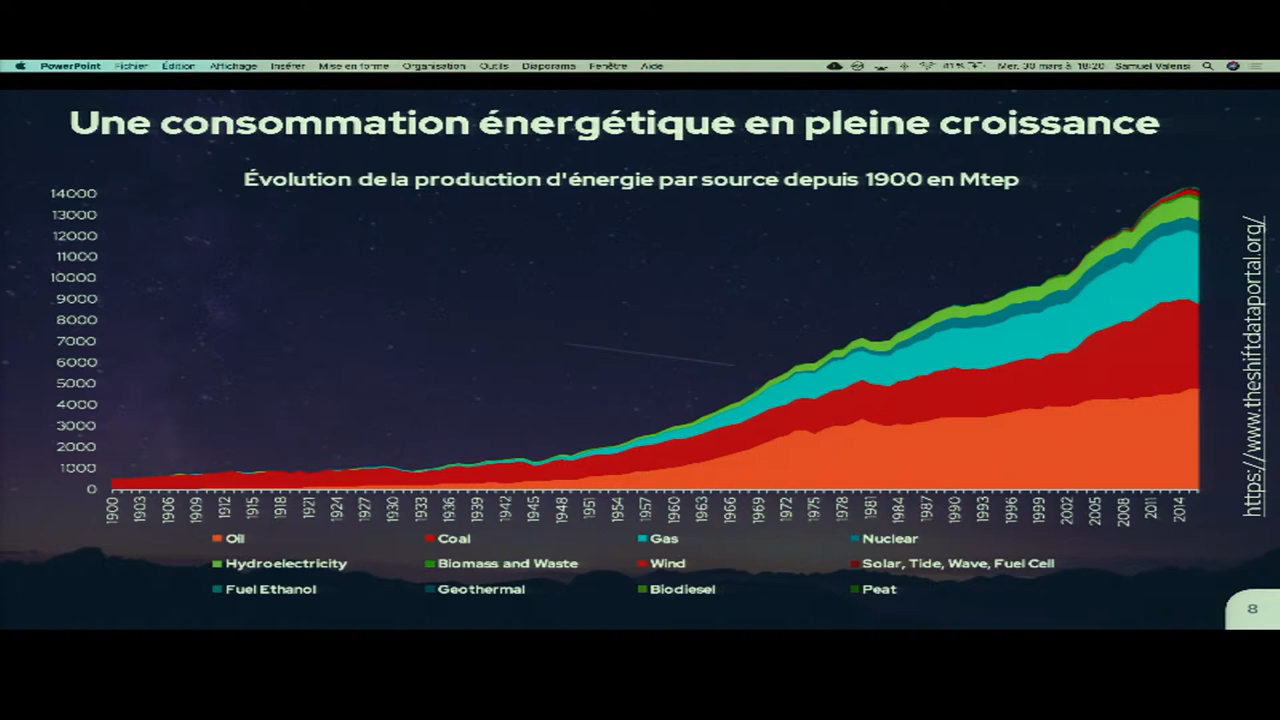 PowerPoint Fichier Édition Affichage Insérer Mise en forme Organisation Outils Diaporama Fenêtre Aide 41% Mer. 30 mars à 18:20 Samuel Valensi
Une consommation énergétique en pleine croissance
Évolution de la production d'énergie par source depuis 1900 en Mtep
14000
13000
12000
11000
10000
9000
8000
7000
6000
5000
4000
3000
2000
1000
0
1900 1903 1906 1909 1912 1915 1918 1921 1924 1927 1930 1933 1936 1939 1942 1945 1948 1951 1954 1957 1960 1963 1966 1969 1972 1975 1978 1981 1984 1987 1990 1993 1996 1999 2002 2005 2008 2011 2014
Oil Coal Gas Nuclear
Hydroelectricity Biomass and Waste Wind Solar, Tide, Wave, Fuel Cell
Fuel Ethanol Geothermal Biodiesel Peat
https://www.theshiftdataportal.org/
8